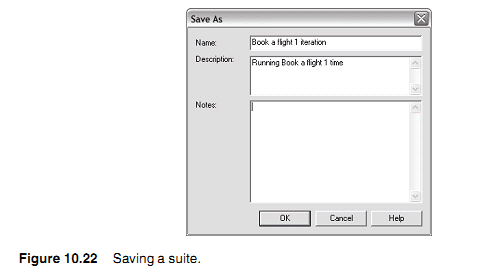 Save As
Name: Book a flight 1 iteration
Description: Running Book a flight 1 time
Notes:
OK Cancel Help
Figure 10.22 Saving a suite.